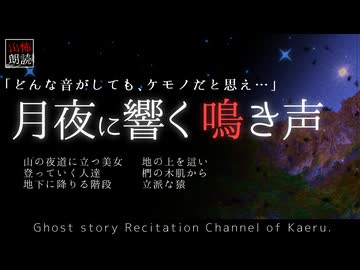 山怖
朗読
「どんな音がしても、ケモノだと思え…」
月夜に響く鳴き声
山の夜道に立つ美女
登っていく人達
地下に降りる階段
地の上を這い
椚の木肌から
立派な猿
Ghost story Recitation Channel of Kaeru.